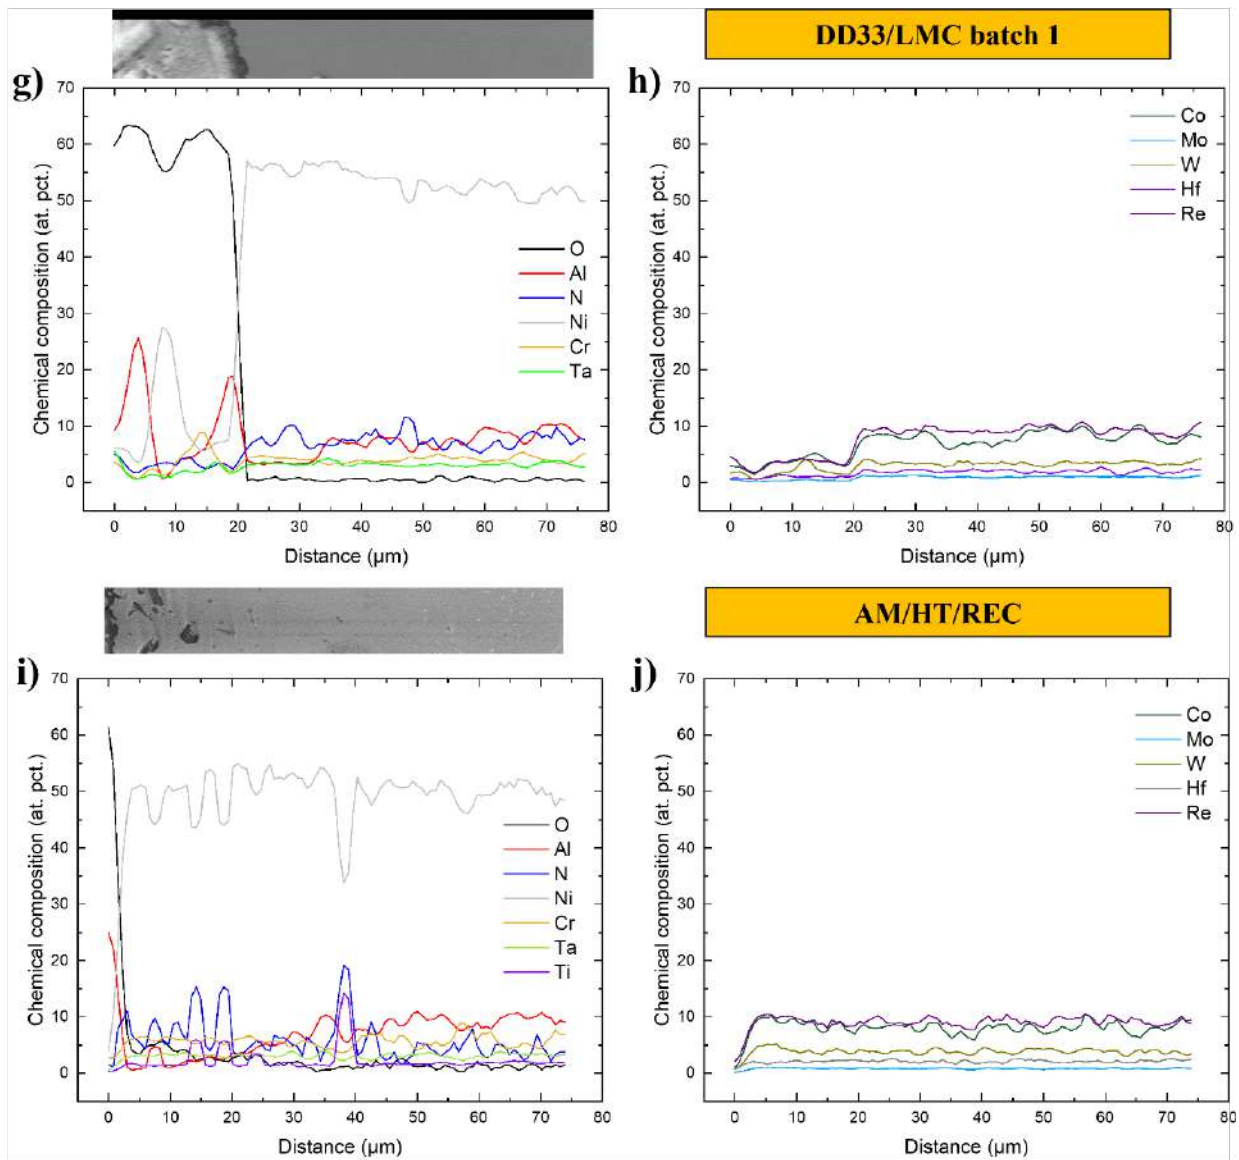 DD33/LMC batch 1
g)
70
60
50
40
30
20
10
0
Chemical composition (at. pct.)
O
Al
N
Ni
Cr
Ta
0 10 20 30 40 50 60 70 80
Distance (µm)
h)
70
60
50
40
30
20
10
0
Chemical composition (at. pct.)
Co
Mo
W
Hf
Re
0 10 20 30 40 50 60 70 80
Distance (µm)
AM/HT/REC
i)
70
60
50
40
30
20
10
0
Chemical composition (at. pct.)
O
Al
N
Ni
Cr
Ta
Ti
0 10 20 30 40 50 60 70 80
Distance (µm)
j)
70
60
50
40
30
20
10
0
Chemical composition (at. pct.)
Co
Mo
W
Hf
Re
0 10 20 30 40 50 60 70 80
Distance (µm)